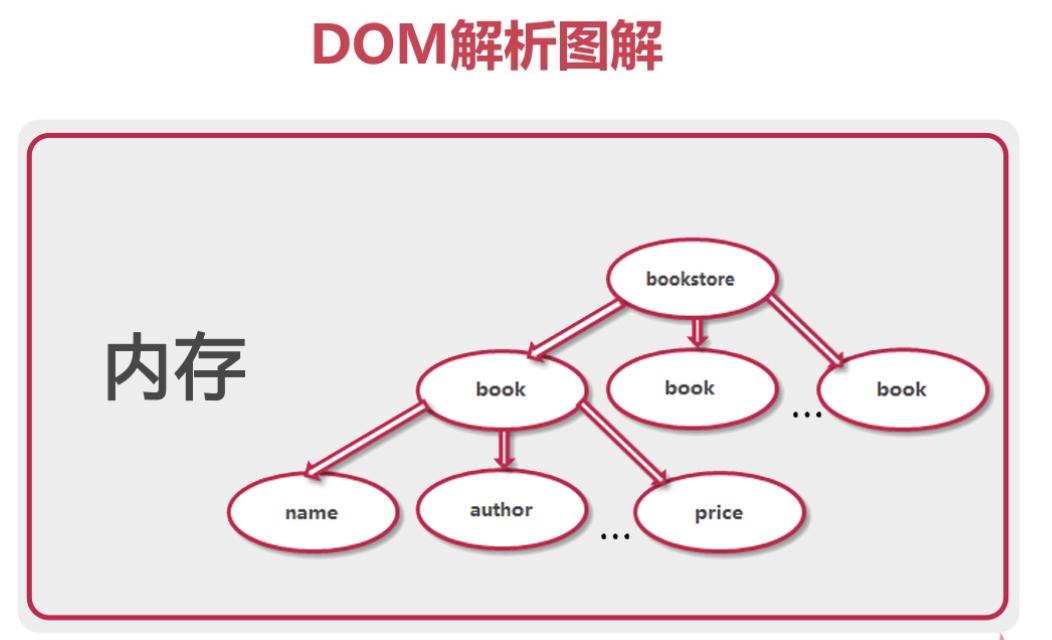 DOM解析图解
bookstore
内存
book
book
...
book
name
author
...
price